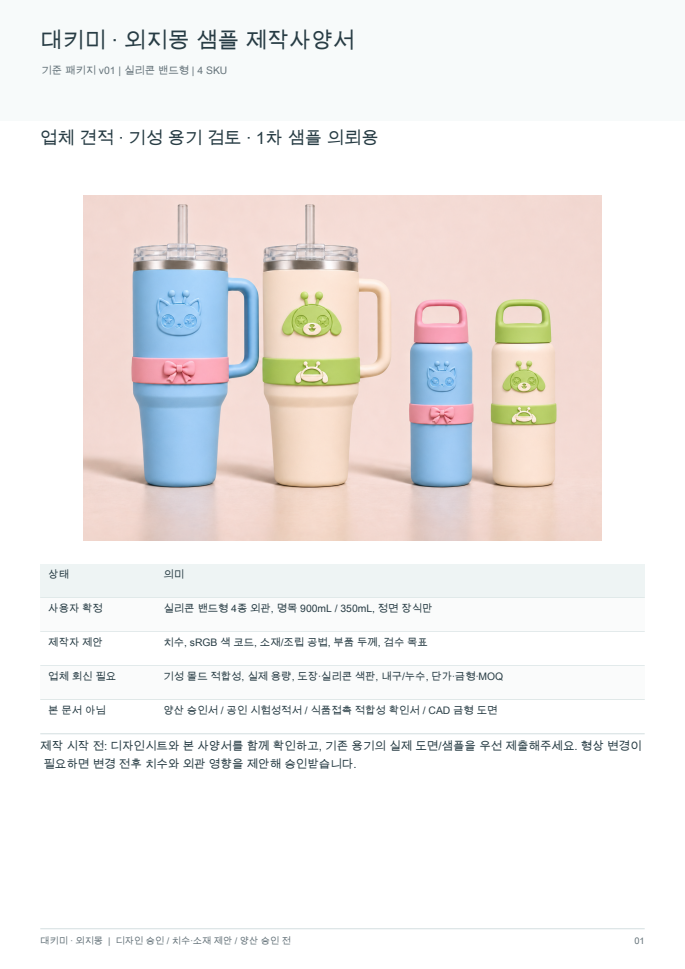 대키미 · 외지몽 샘플 제작사양서
기준 패키지 v01 | 실리콘 밴드형 | 4 SKU
업체 견적 · 기성 용기 검토 · 1차 샘플 의뢰용
상태 의미
사용자 확정 실리콘 밴드형 4종 외관, 명목 900mL / 350mL, 정면 장식만
제작자 제안 치수, sRGB 색 코드, 소재/조립 공법, 부품 두께, 검수 목표
업체 회신 필요 기성 몰드 적합성, 실제 용량, 도장·실리콘 색판, 내구/누수, 단가·금형·MOQ
본 문서 아님 양산 승인서 / 공인 시험성적서 / 식품접촉 적합성 확인서 / CAD 금형 도면
제작 시작 전: 디자인시트와 본 사양서를 함께 확인하고, 기존 용기의 실제 도면/샘플을 우선 제출해주세요. 형상 변경이
필요하면 변경 전후 치수와 외관 영향을 제안해 승인받습니다.
대키미 · 외지몽 | 디자인 승인 / 치수·소재 제안 / 양산 승인 전 01